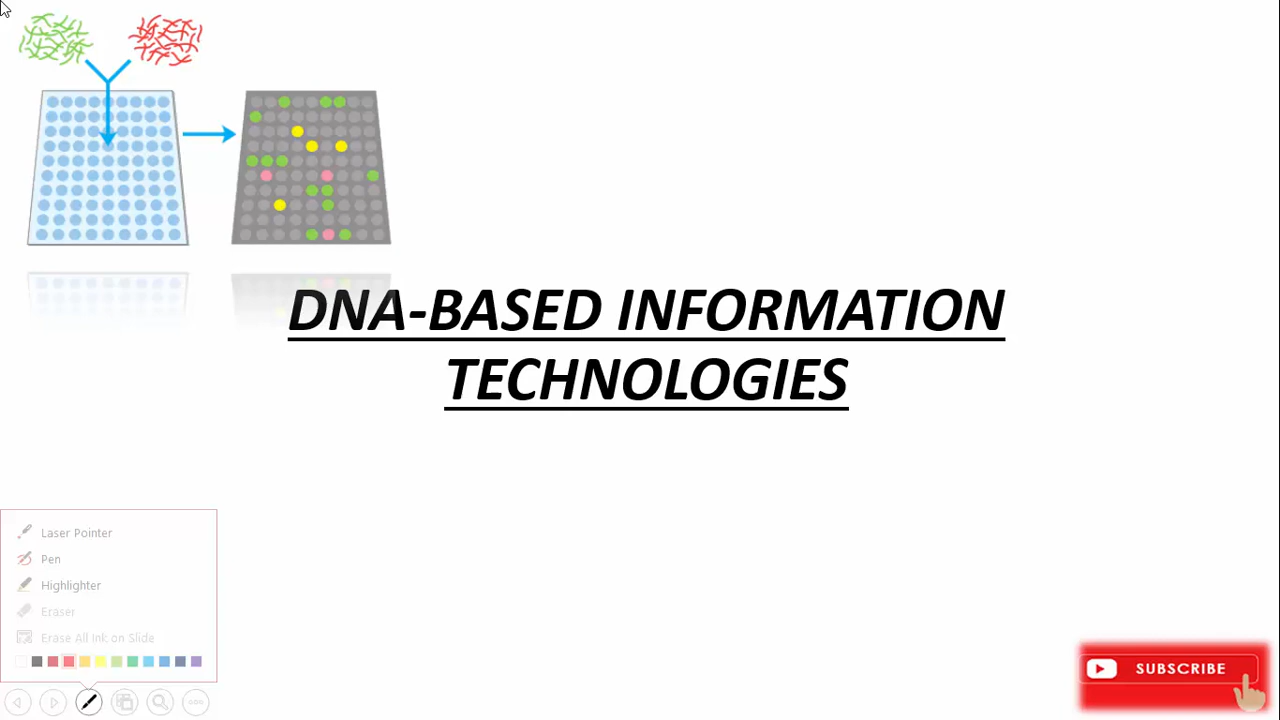 DNA-BASED INFORMATION
TECHNOLOGIES
Laser Pointer
Pen
Highlighter
Eraser
Erase All Ink on Slide
SUBSCRIBE